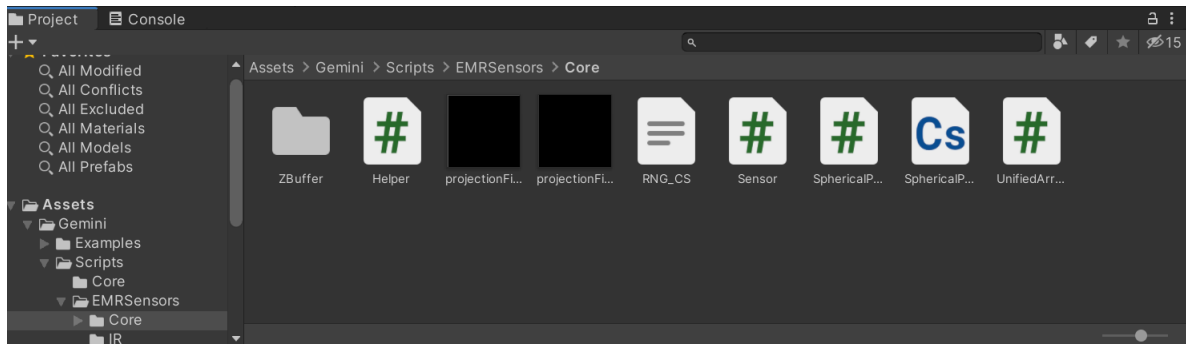 Project Console
15
Favorites
All Modified
All Conflicts
All Excluded
All Materials
All Models
All Prefabs
Assets
Gemini
Examples
Scripts
Core
EMRSensors
Core
IR
Assets > Gemini > Scripts > EMRSensors > Core
ZBuffer Helper projectionFi... projectionFi... RNG_CS Sensor SphericalP... SphericalP... UnifiedArr...